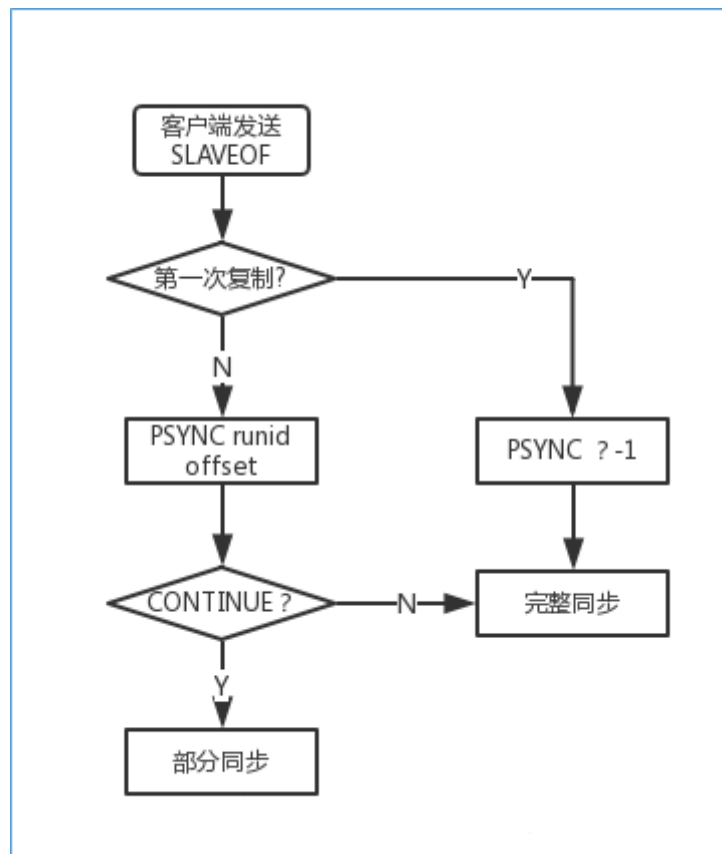 客户端发送
SLAVEOF
第一次复制?
Y
N
PSYNC runid
offset
PSYNC ? -1
CONTINUE ?
N
完整同步
Y
部分同步